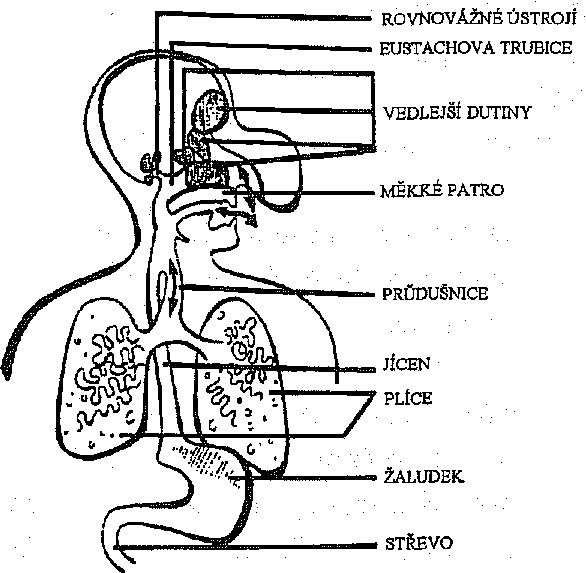 ROVNOVÁŽNÉ ÚSTROJÍ
EUSTACHOVA TRUBICE
VEDLEJŠÍ DUTINY
MĚKKÉ PATRO
PRŮDUŠNICE
JÍCEN
PLÍCE
ŽALUDEK
STŘEVO